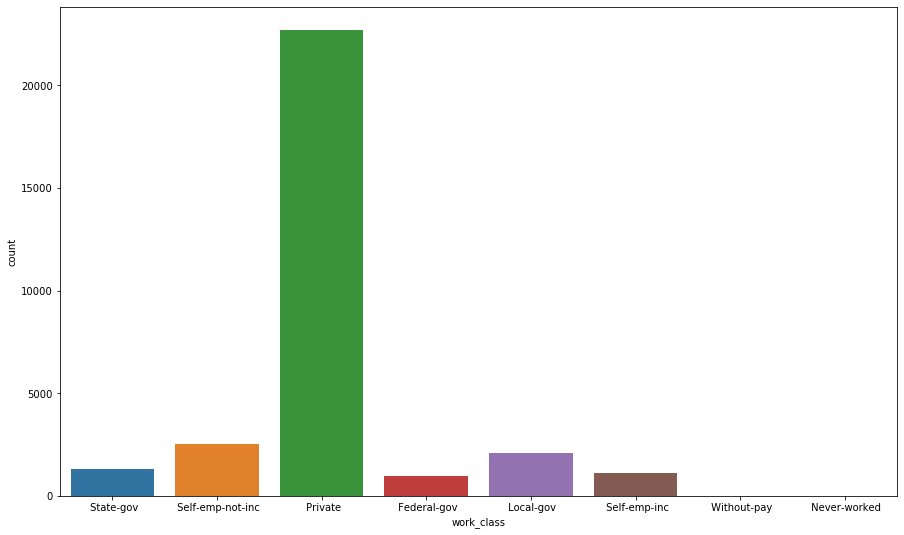 20000
15000
10000
5000
0
count
State-gov Self-emp-not-inc Private Federal-gov Local-gov Self-emp-inc Without-pay Never-worked
work_class